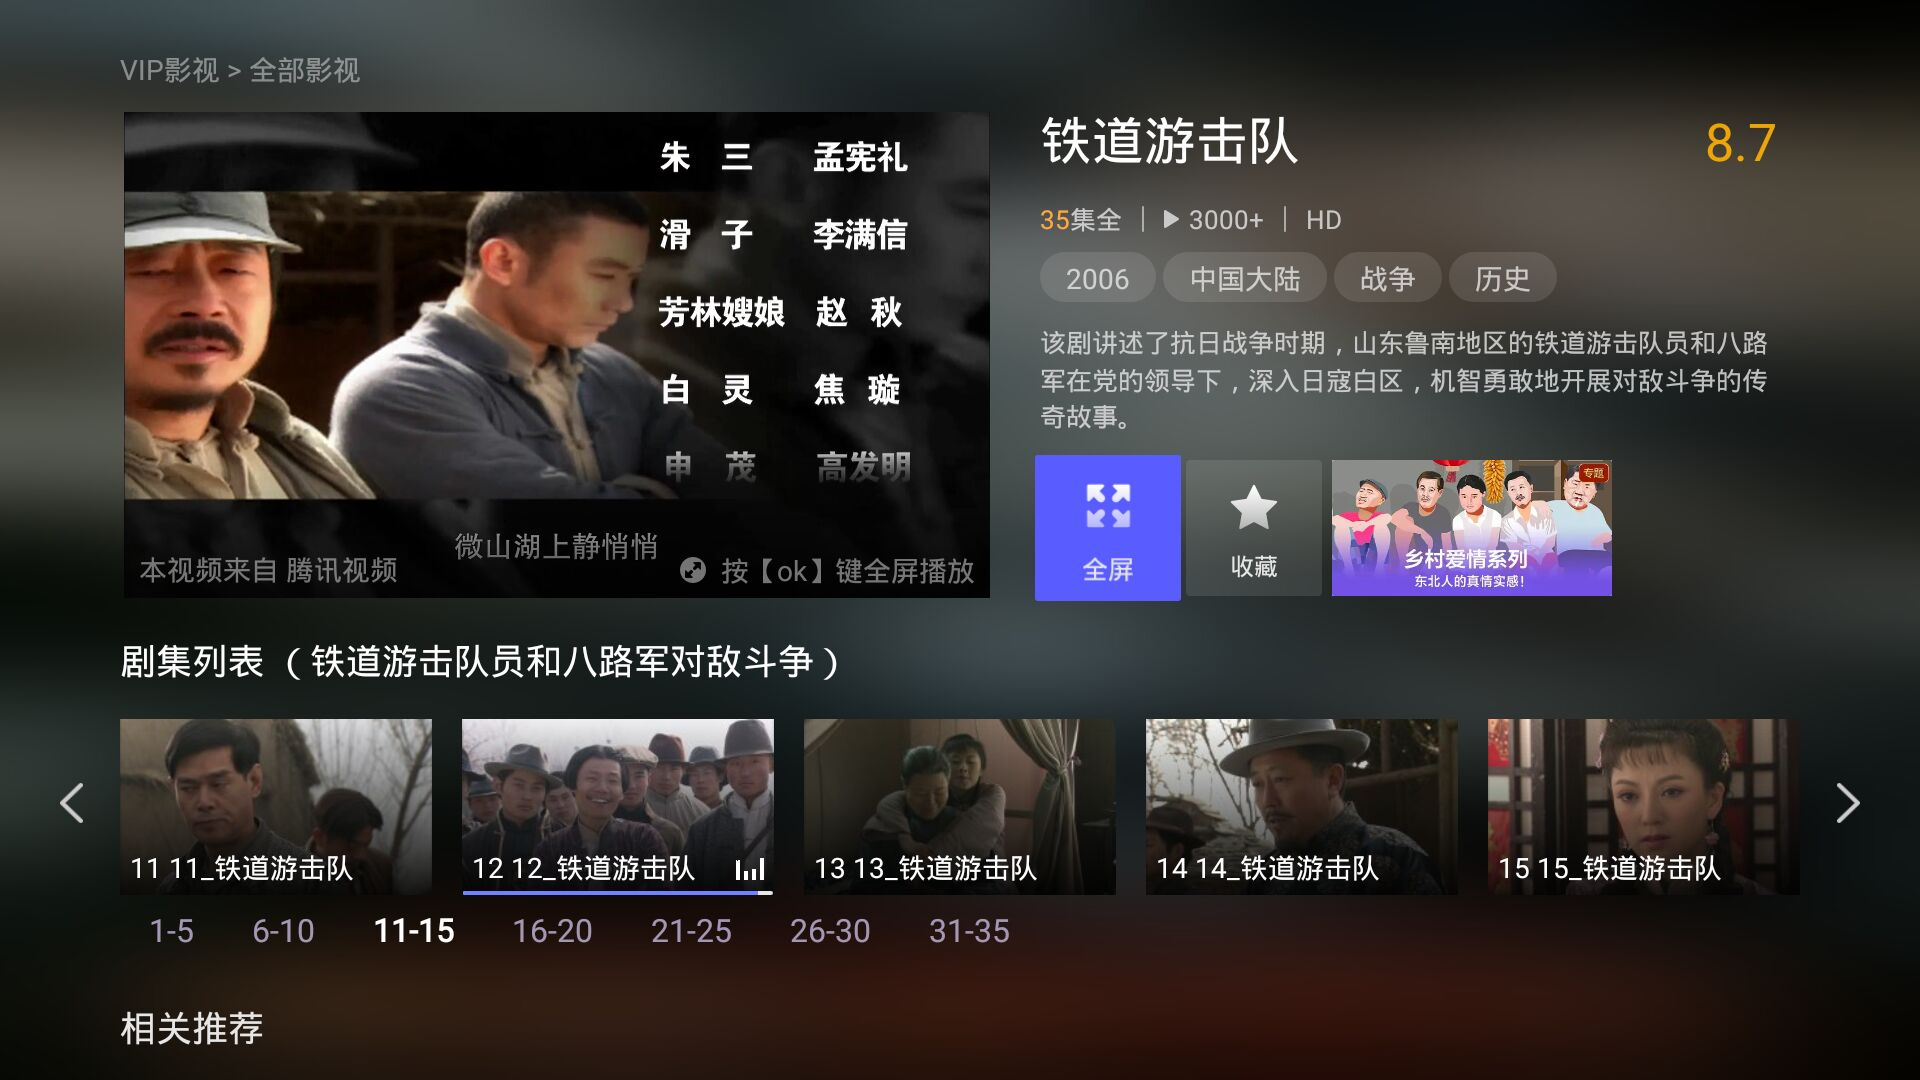 VIP影视 > 全部影视
朱 三 孟宪礼
滑 子 李满信
芳林嫂娘 赵 秋
白 灵 焦 璇
申 茂 高发明
微山湖上静悄悄
本视频来自 腾讯视频
按【ok】键全屏播放
铁道游击队
8.7
35集全 | 3000+ | HD
2006 中国大陆 战争 历史
该剧讲述了抗日战争时期，山东鲁南地区的铁道游击队员和八路
军在党的领导下，深入日寇白区，机智勇敢地开展对敌斗争的传
奇故事。
全屏
收藏
专题
乡村爱情系列
东北人的真情实感！
剧集列表 （铁道游击队员和八路军对敌斗争）
11 11_铁道游击队
12 12_铁道游击队
13 13_铁道游击队
14 14_铁道游击队
15 15_铁道游击队
1-5 6-10 11-15 16-20 21-25 26-30 31-35
相关推荐